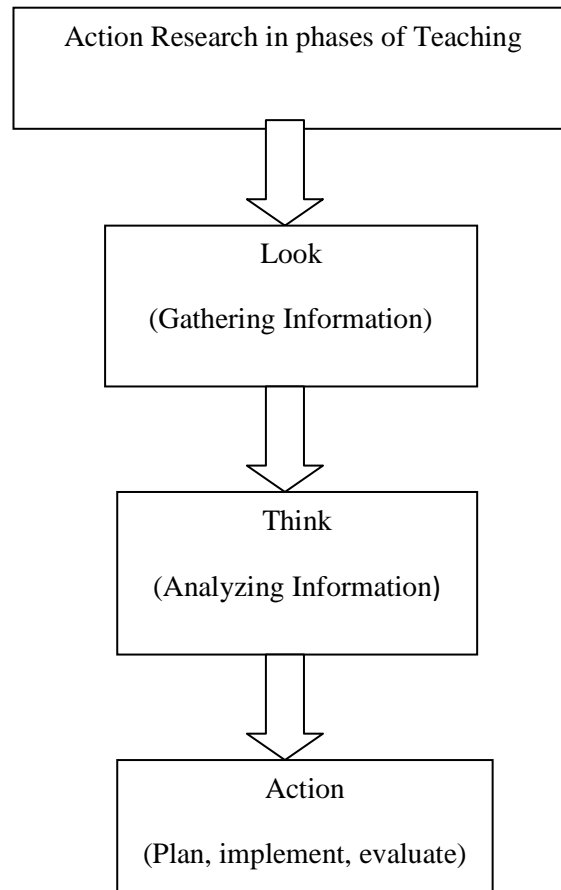 Action Research in phases of Teaching
Look
(Gathering Information)
Think
(Analyzing Information)
Action
(Plan, implement, evaluate)